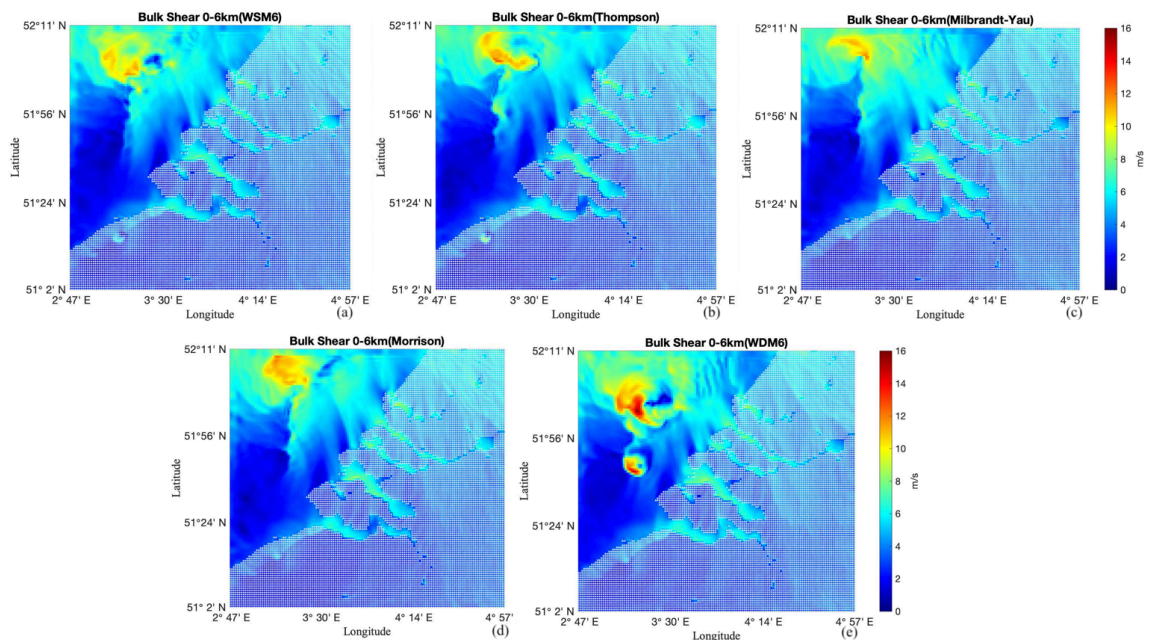 Bulk Shear 0-6km(WSM6)
52° 11' N
51° 56' N
51° 24' N
51° 2' N
Latitude
2° 47' E 3° 30' E 4° 14' E 4° 57' E
Longitude
(a)
Bulk Shear 0-6km(Thompson)
52° 11' N
51° 56' N
51° 24' N
51° 2' N
Latitude
2° 47' E 3° 30' E 4° 14' E 4° 57' E
Longitude
(b)
Bulk Shear 0-6km(Milbrandt-Yau)
52° 11' N
51° 56' N
51° 24' N
51° 2' N
Latitude
2° 47' E 3° 30' E 4° 14' E 4° 57' E
Longitude
(c)
16
14
12
10
8
6
4
2
0
m/s
Bulk Shear 0-6km(Morrison)
52° 11' N
51° 56' N
51° 24' N
51° 2' N
Latitude
2° 47' E 3° 30' E 4° 14' E 4° 57' E
Longitude
(d)
Bulk Shear 0-6km(WDM6)
52° 11' N
51° 56' N
51° 24' N
51° 2' N
Latitude
2° 47' E 3° 30' E 4° 14' E 4° 57' E
Longitude
(e)
16
14
12
10
8
6
4
2
0
m/s